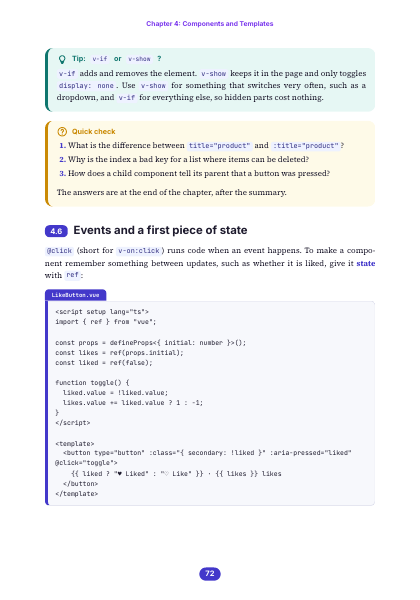 Chapter 4: Components and Templates
Tip: v-if or v-show ?
v-if adds and removes the element. v-show keeps it in the page and only toggles
display: none. Use v-show for something that switches very often, such as a
dropdown, and v-if for everything else, so hidden parts cost nothing.
Quick check
1. What is the difference between title="product" and :title="product"?
2. Why is the index a bad key for a list where items can be deleted?
3. How does a child component tell its parent that a button was pressed?
The answers are at the end of the chapter, after the summary.
4.6 Events and a first piece of state
@click (short for v-on:click) runs code when an event happens. To make a compo-
nent remember something between updates, such as whether it is liked, give it state
with ref:
LikeButton.vue
<script setup lang="ts">
import { ref } from "vue";
const props = defineProps<{ initial: number }>();
const likes = ref(props.initial);
const liked = ref(false);
function toggle() {
  liked.value = !liked.value;
  likes.value += liked.value ? 1 : -1;
}
</script>
<template>
  <button type="button" :class="{ secondary: !liked }" :aria-pressed="liked"
@click="toggle">
    {{ liked ? "♥ Liked" : "♡ Like" }} · {{ likes }} likes
  </button>
</template>
72